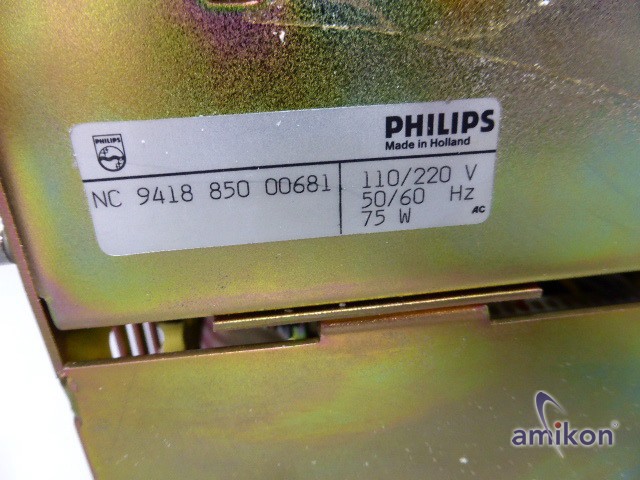 PHILIPS
PHILIPS
Made in Holland
NC 9418 850 00681
110/220 V
50/60 Hz
75 W AC
amikon®